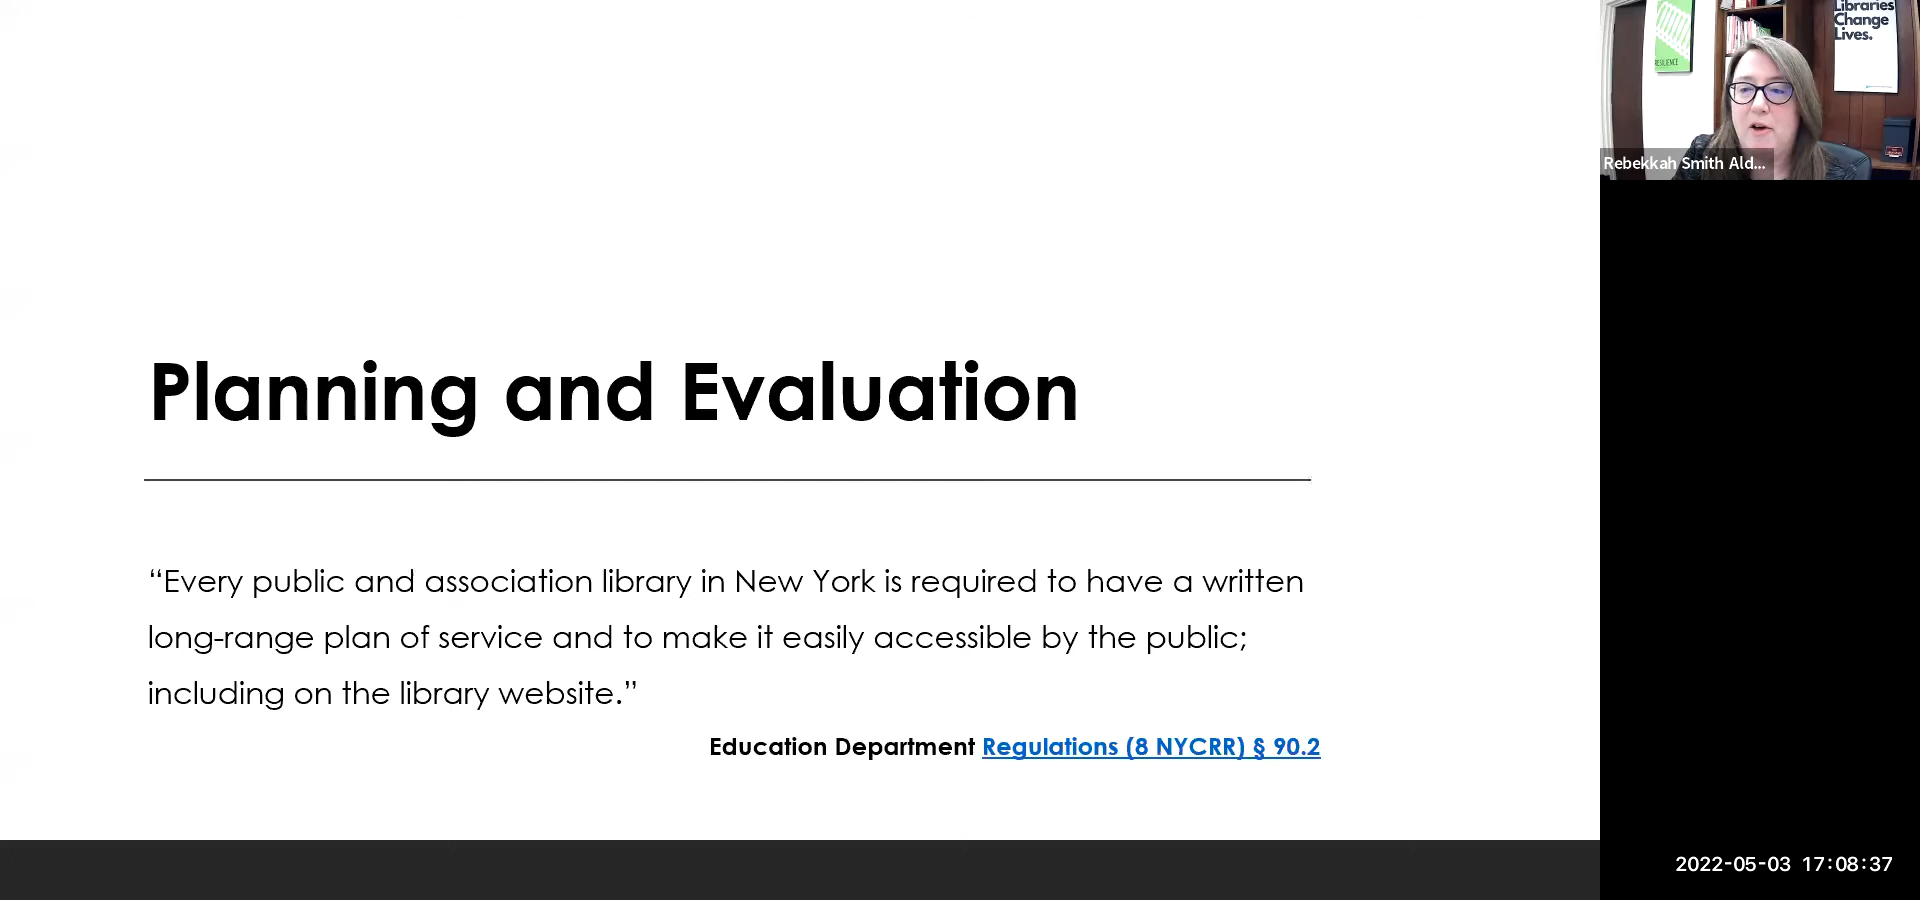 Planning and Evaluation
“Every public and association library in New York is required to have a written
long-range plan of service and to make it easily accessible by the public;
including on the library website.”
Education Department Regulations (8 NYCRR) § 90.2
RESILIENCE
Libraries
Change
Lives.
Rebekkah Smith Ald...
2022-05-03 17:08:37